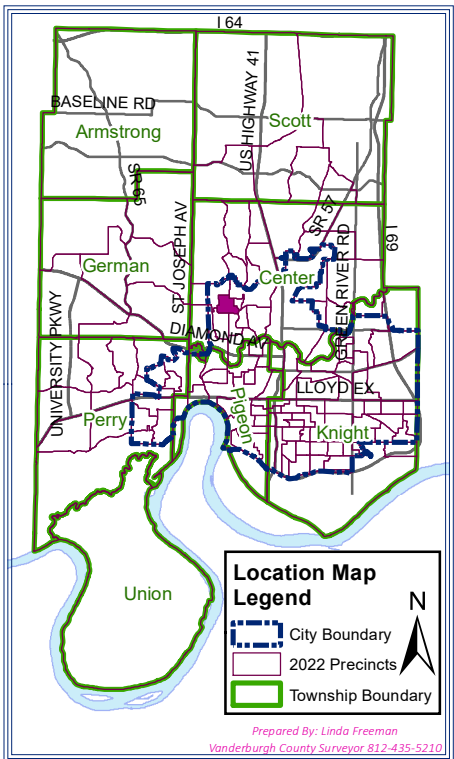 I 64
US HIGHWAY 41
BASELINE RD
Scott
Armstrong
SR 65
ST. JOSEPH AV
SR 57
GREEN RIVER RD
I 69
German
Center
UNIVERSITY PKWY
DIAMOND AV
LLOYD EX
Pigeon
Perry
Knight
Union
Location Map
Legend
N
City Boundary
2022 Precincts
Township Boundary
Prepared By: Linda Freeman
Vanderburgh County Surveyor 812-435-5210